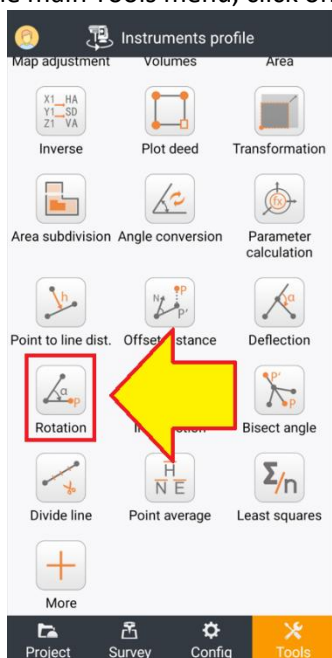 e main Tools menu, click on
Instruments profile
Map adjustment Volumes Area
X1 HA
Y1 SD
Z1 VA
Inverse Plot deed Transformation
(fx)
Area subdivision Angle conversion Parameter
calculation
h N P P' α
Point to line dist. Offset distance Deflection
α P P' P
Rotation Bisect angle
H
N E Σ/n
Divide line Point average Least squares
More
Project Survey Config Tools